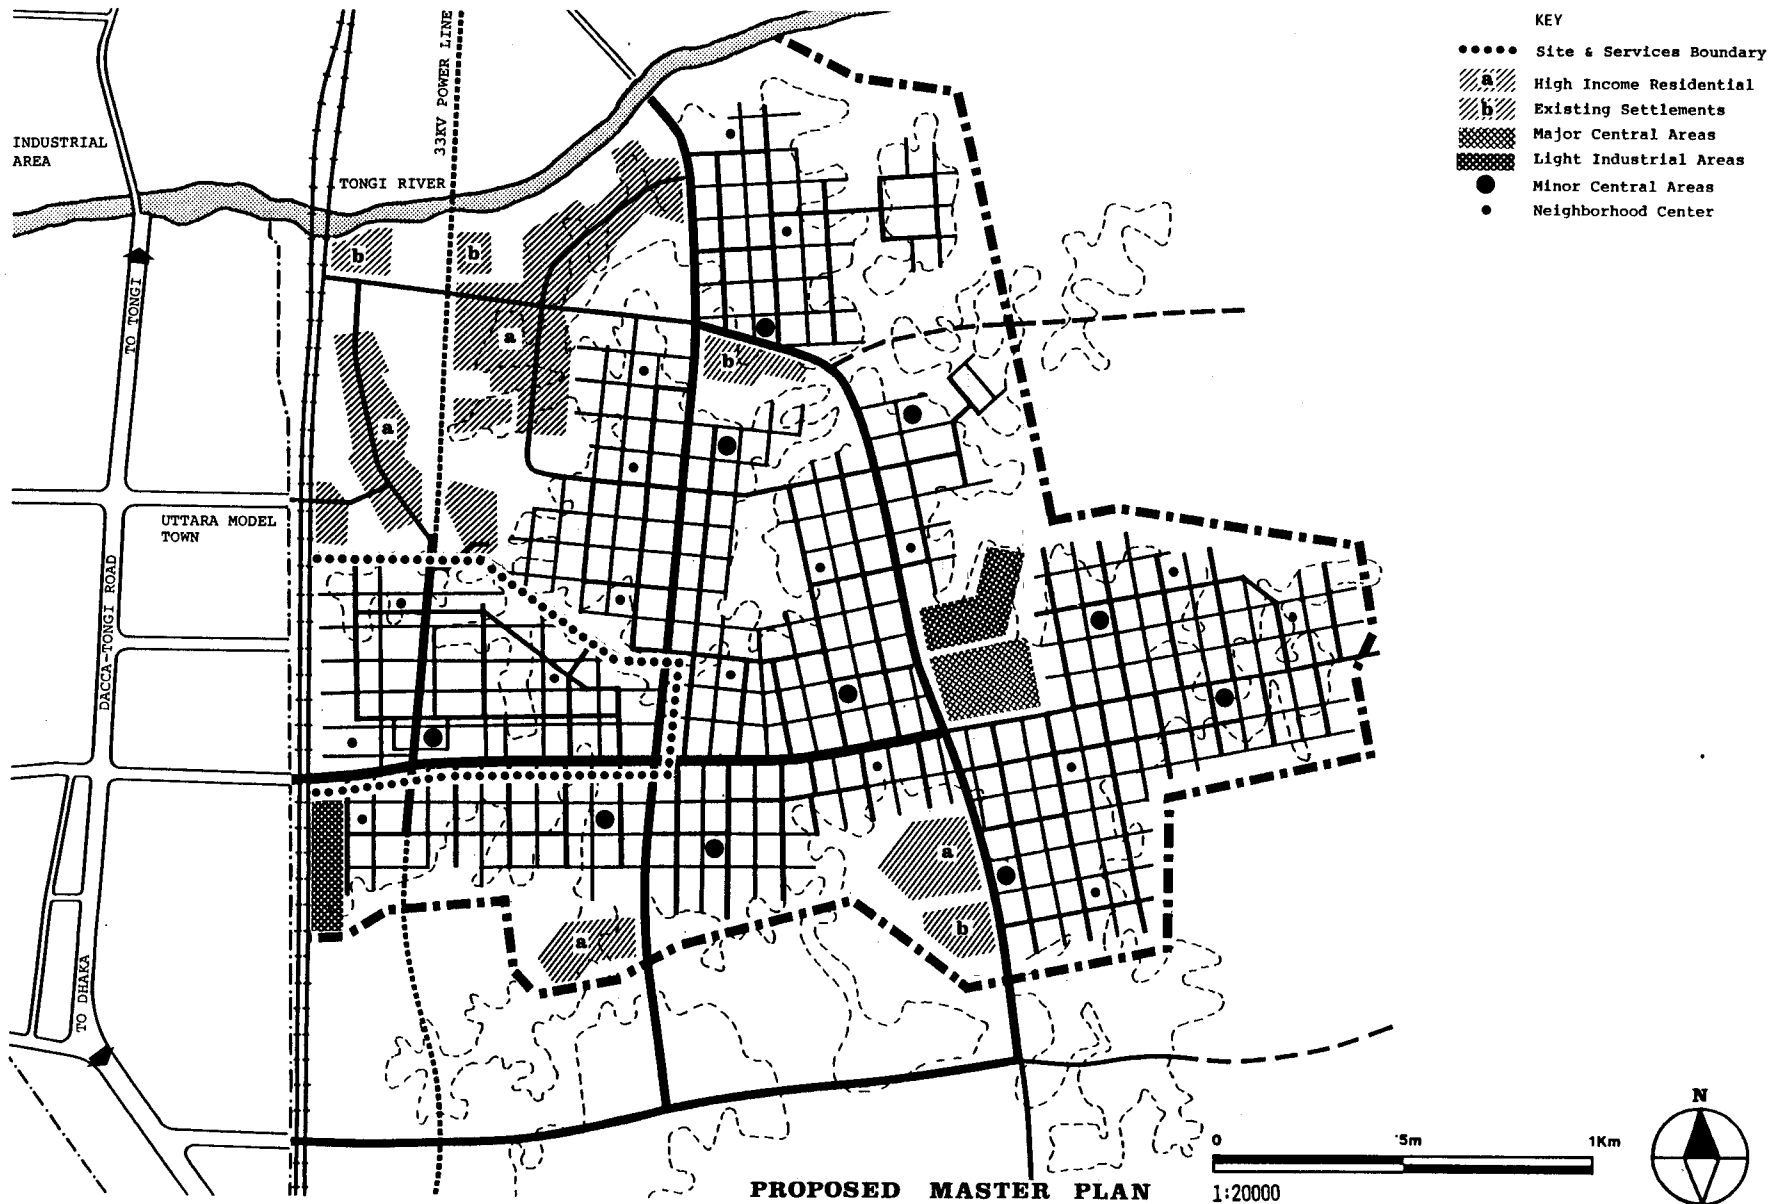 KEY
Site & Services Boundary
a High Income Residential
b Existing Settlements
Major Central Areas
Light Industrial Areas
Minor Central Areas
Neighborhood Center
33KV POWER LINE
INDUSTRIAL
AREA
TONGI RIVER
b
b
TO TONGI
a
b
a
UTTARA MODEL
TOWN
DACCA-TONGI ROAD
a
b
a
TO DHAKA
N
0 5m 1Km
PROPOSED MASTER PLAN
1:20000